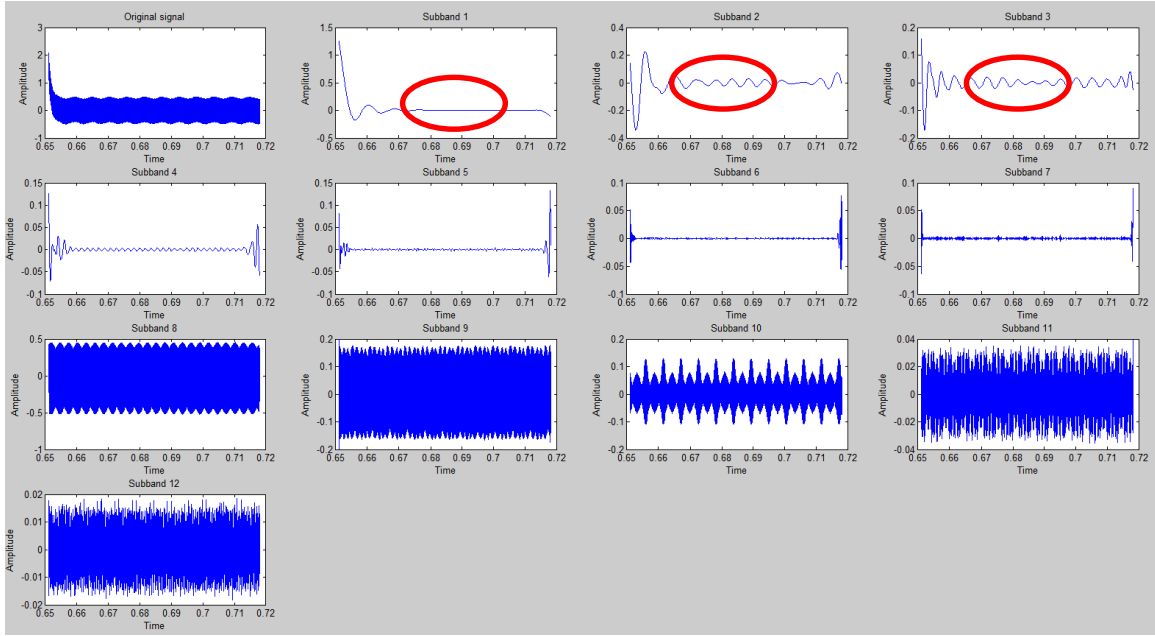 Original signal
Subband 1
Subband 2
Subband 3
3
2
1
0
-1
Amplitude
0.65 0.66 0.67 0.68 0.69 0.7 0.71 0.72
Time
1.5
1.0
0.5
0
-0.5
Amplitude
0.65 0.66 0.67 0.68 0.69 0.7 0.71 0.72
Time
0.4
0.2
0
-0.2
-0.4
Amplitude
0.65 0.66 0.67 0.68 0.69 0.7 0.71 0.72
Time
0.2
0.1
0
-0.1
-0.2
Amplitude
0.65 0.66 0.67 0.68 0.69 0.7 0.71 0.72
Time
Subband 4
Subband 5
Subband 6
Subband 7
0.15
0.1
0.05
0
-0.05
-0.1
Amplitude
0.65 0.66 0.67 0.68 0.69 0.7 0.71 0.72
Time
0.15
0.1
0.05
0
-0.05
-0.1
Amplitude
0.65 0.66 0.67 0.68 0.69 0.7 0.71 0.72
Time
0.1
0.05
0
-0.05
-0.1
Amplitude
0.65 0.66 0.67 0.68 0.69 0.7 0.71 0.72
Time
0.1
0.05
0
-0.05
-0.1
Amplitude
0.65 0.66 0.67 0.68 0.69 0.7 0.71 0.72
Time
Subband 8
Subband 9
Subband 10
Subband 11
0.5
0
-0.5
-1
Amplitude
0.65 0.66 0.67 0.68 0.69 0.7 0.71 0.72
Time
0.2
0.1
0
-0.1
-0.2
Amplitude
0.65 0.66 0.67 0.68 0.69 0.7 0.71 0.72
Time
0.2
0.1
0
-0.1
-0.2
Amplitude
0.65 0.66 0.67 0.68 0.69 0.7 0.71 0.72
Time
0.04
0.02
0
-0.02
-0.04
Amplitude
0.65 0.66 0.67 0.68 0.69 0.7 0.71 0.72
Time
Subband 12
0.02
0.01
0
-0.01
-0.02
Amplitude
0.65 0.66 0.67 0.68 0.69 0.7 0.71 0.72
Time